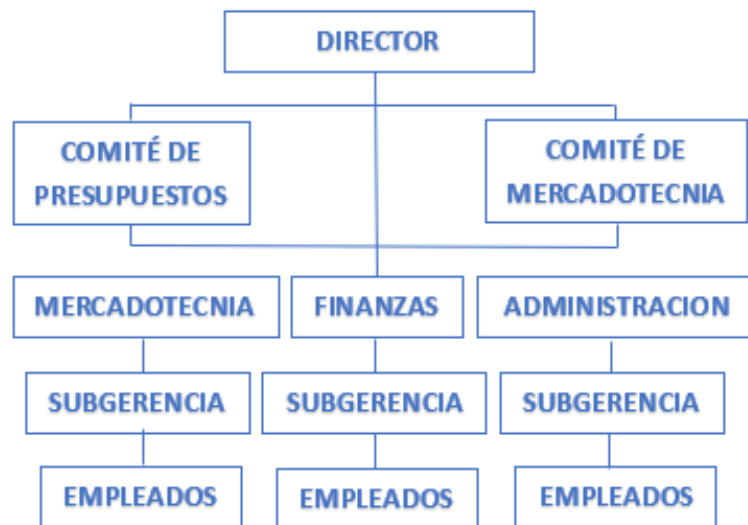 DIRECTOR
COMITÉ DE
PRESUPUESTOS
COMITÉ DE
MERCADOTECNIA
MERCADOTECNIA
FINANZAS
ADMINISTRACION
SUBGERENCIA
SUBGERENCIA
SUBGERENCIA
EMPLEADOS
EMPLEADOS
EMPLEADOS